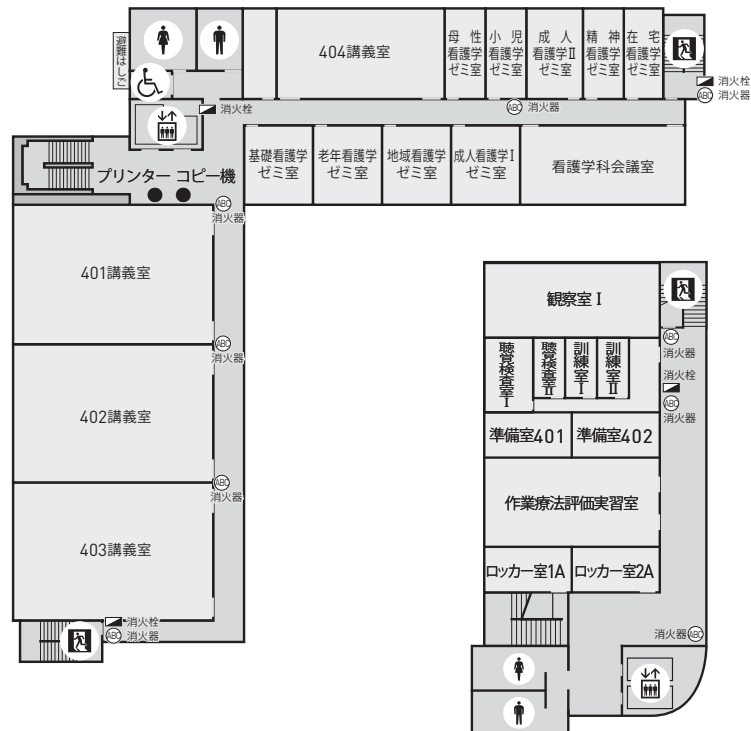 避難はしご
404講義室
母性
看護学
ゼミ室
小児
看護学
ゼミ室
成人
看護学Ⅱ
ゼミ室
精神
看護学
ゼミ室
在宅
看護学
ゼミ室
消火栓
ABC 消火器
消火栓
ABC 消火器
基礎看護学
ゼミ室
老年看護学
ゼミ室
地域看護学
ゼミ室
成人看護学Ⅰ
ゼミ室
看護学科会議室
プリンター コピー機
ABC
消火器
401講義室
ABC
消火器
402講義室
ABC
消火器
403講義室
消火栓
ABC 消火器
観察室Ⅰ
ABC
消火器
聴覚検査室Ⅰ
聴覚検査室Ⅱ
訓練室Ⅰ
訓練室Ⅱ
消火栓
ABC
消火器
準備室401
準備室402
作業療法評価実習室
ロッカー室1A
ロッカー室2A
消火器 ABC